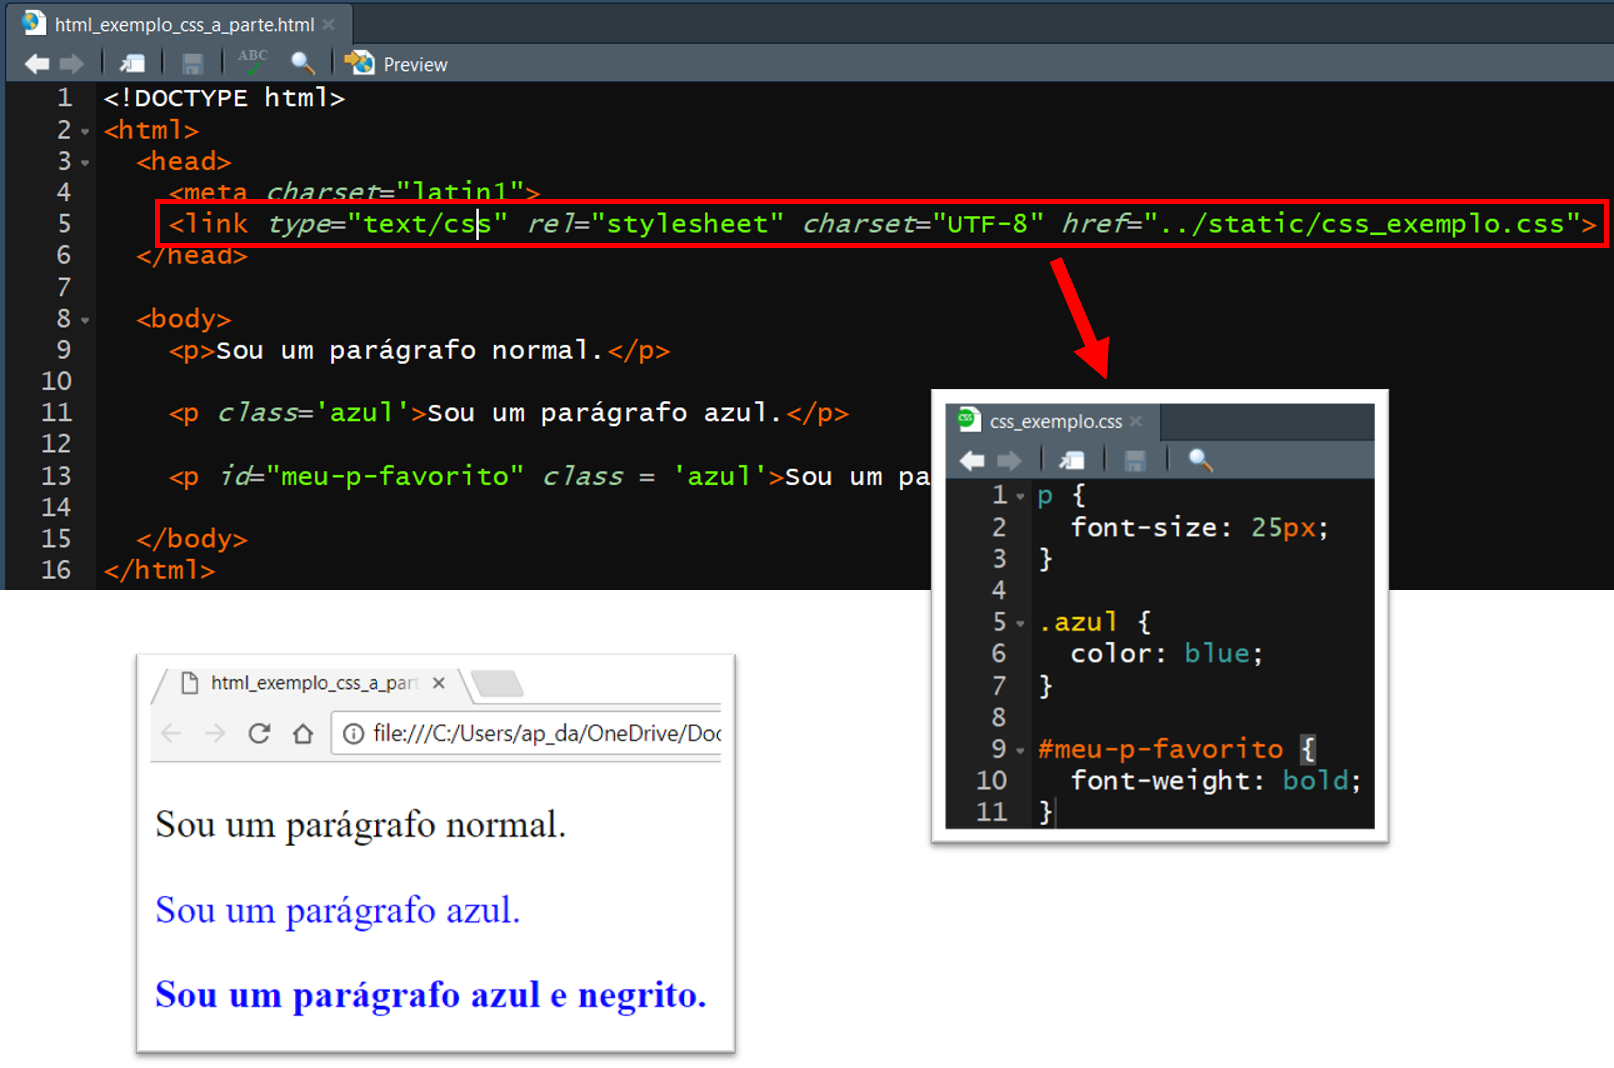 html_exemplo_css_a_parte.html
ABC
Preview
1 <!DOCTYPE html>
2 <html>
3 <head>
4 <meta charset="latin1">
5 <link type="text/css" rel="stylesheet" charset="UTF-8" href="../static/css_exemplo.css">
6 </head>
7
8 <body>
9 <p>Sou um parágrafo normal.</p>
10
11 <p class='azul'>Sou um parágrafo azul.</p>
12
13 <p id="meu-p-favorito" class = 'azul'>Sou um pa
14
15 </body>
16 </html>
css_exemplo.css
1 p {
2 font-size: 25px;
3 }
4
5 .azul {
6 color: blue;
7 }
8
9 #meu-p-favorito {
10 font-weight: bold;
11 }
html_exemplo_css_a_part
file:///C:/Users/ap_da/OneDrive/Doc
Sou um parágrafo normal.
Sou um parágrafo azul.
Sou um parágrafo azul e negrito.